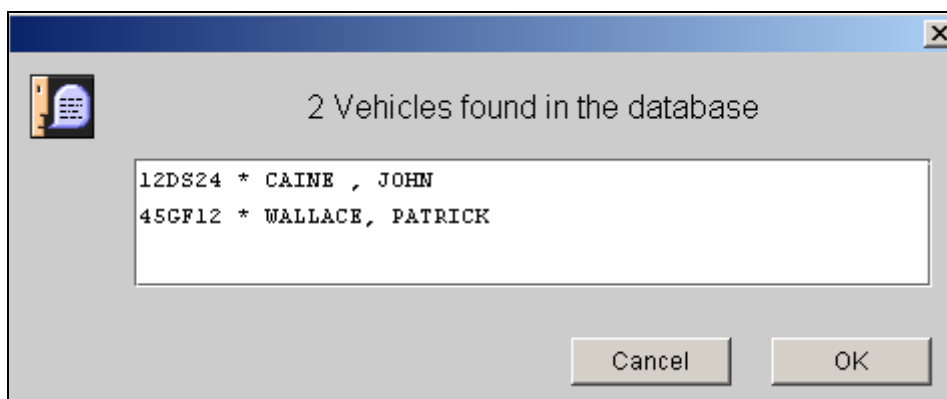 2 Vehicles found in the database
12DS24 * CAINE , JOHN
45GF12 * WALLACE, PATRICK
Cancel OK